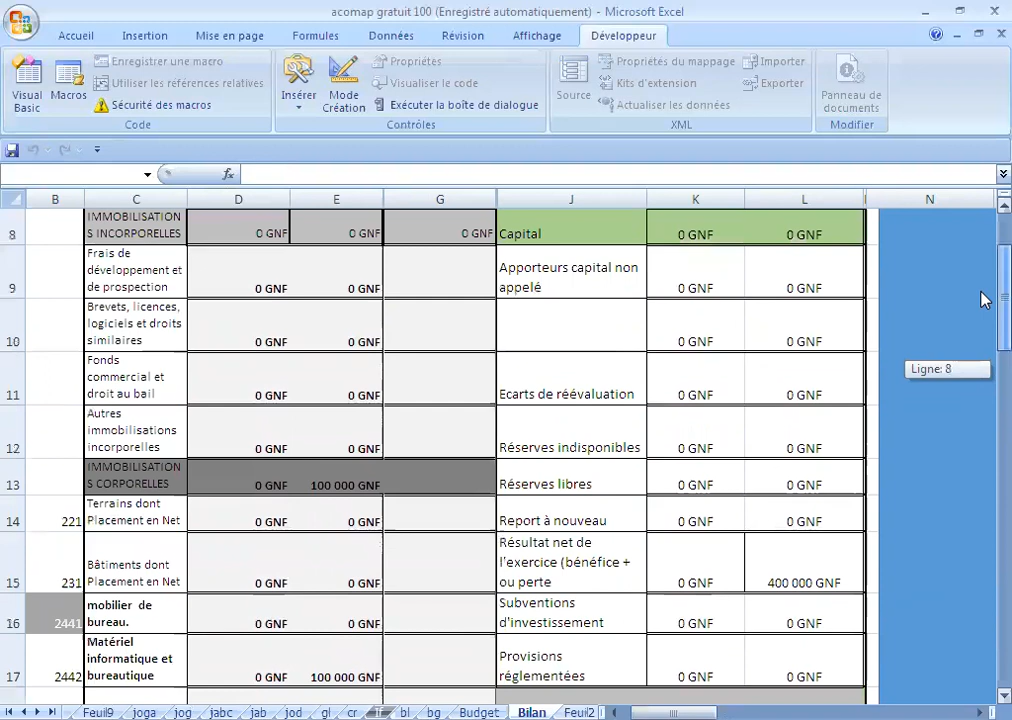 acomap gratuit 100 (Enregistré automatiquement) - Microsoft Excel
Accueil Insertion Mise en page Formules Données Révision Affichage Développeur
Visual Basic
Macros
Enregistrer une macro
Utiliser les références relatives
Sécurité des macros
Code
Insérer
Mode Création
Propriétés
Visualiser le code
Exécuter la boîte de dialogue
Contrôles
Source
Propriétés du mappage
Kits d'extension
Actualiser les données
Importer
Exporter
XML
Panneau de documents
Modifier
fx
B C D E G J K L N
8 IMMOBILISATION
S INCORPORELLES 0 GNF 0 GNF 0 GNF Capital 0 GNF 0 GNF
9 Frais de
développement et
de prospection 0 GNF 0 GNF Apporteurs capital non
appelé 0 GNF 0 GNF
10 Brevets, licences,
logiciels et droits
similaires 0 GNF 0 GNF 0 GNF 0 GNF
11 Fonds
commercial et
droit au bail 0 GNF 0 GNF Ecarts de réévaluation 0 GNF 0 GNF
12 Autres
immobilisations
incorporelles 0 GNF 0 GNF Réserves indisponibles 0 GNF 0 GNF
13 IMMOBILISATION
S CORPORELLES 0 GNF 100 000 GNF Réserves libres 0 GNF 0 GNF
14 221 Terrains dont
Placement en Net 0 GNF 0 GNF Report à nouveau 0 GNF 0 GNF
15 231 Bâtiments dont
Placement en Net 0 GNF 0 GNF Résultat net de
l'exercice (bénéfice +
ou perte 0 GNF 400 000 GNF
16 2441 mobilier de
bureau. 0 GNF 0 GNF Subventions
d'investissement 0 GNF 0 GNF
17 2442 Matériel
informatique et
bureautique 0 GNF 100 000 GNF Provisions
réglementées 0 GNF 0 GNF
Ligne: 8
Feuil9 joga jog jabc jab jod gl cr bl bg Budget Bilan Feuil2